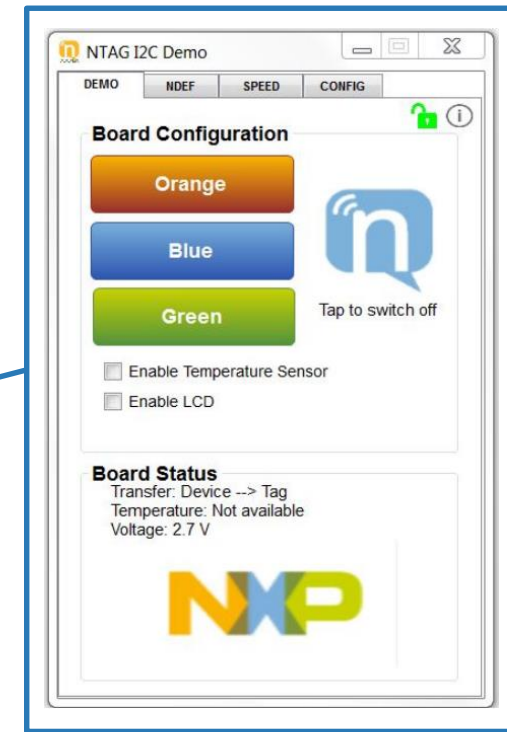 NTAG I2C Demo
DEMO NDEF SPEED CONFIG
Board Configuration
Orange
Blue
Green
Tap to switch off
Enable Temperature Sensor
Enable LCD
Board Status
Transfer: Device --> Tag
Temperature: Not available
Voltage: 2.7 V
NXP